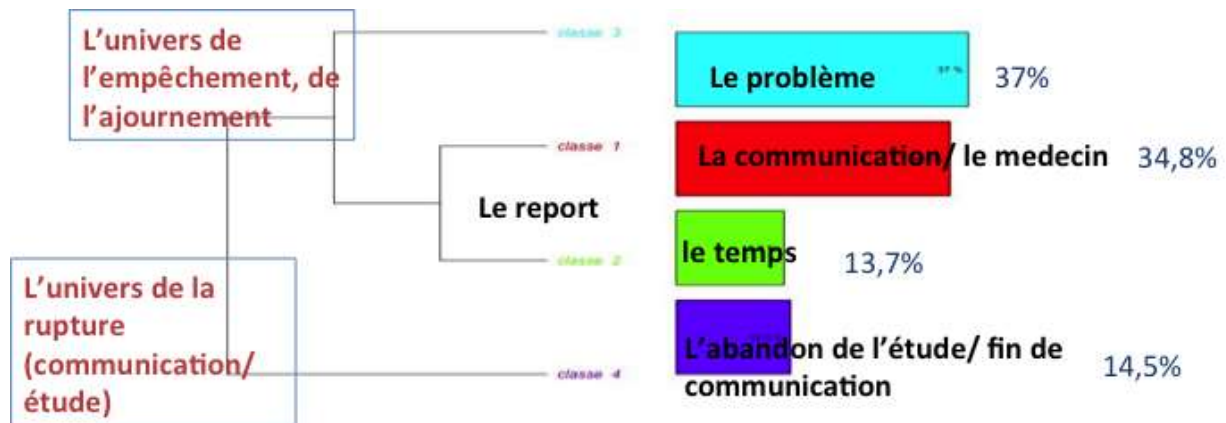 L'univers de
l'empêchement, de
l'ajournement
classe 3
Le problème
37 %
37%
classe 1
La communication/ le medecin
34,8%
Le report
classe 2
le temps
13,7%
L'univers de la
rupture
(communication/
étude)
classe 4
L'abandon de l'étude/ fin de
communication
14,5%